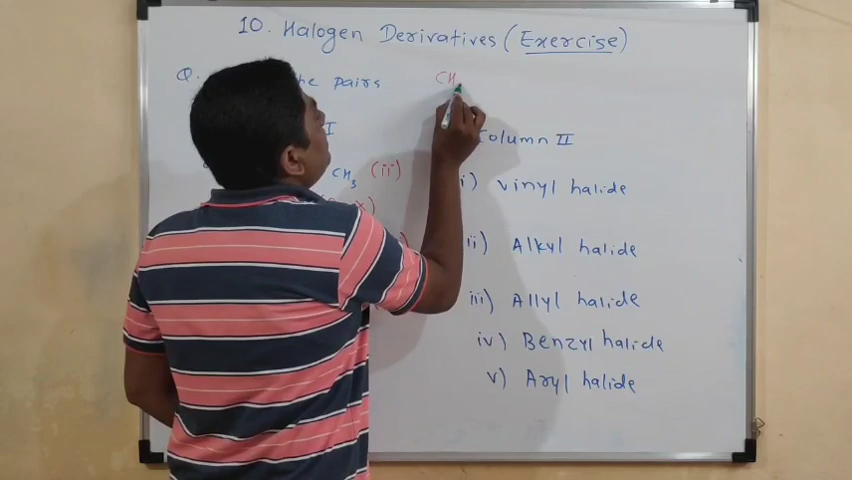 10. Halogen Derivatives (Exercise)
Q. the pairs CH
I Column II
CH3 (ii) i) Vinyl halide
x)
ii) Alkyl halide
iii) Allyl halide
iv) Benzyl halide
v) Aryl halide